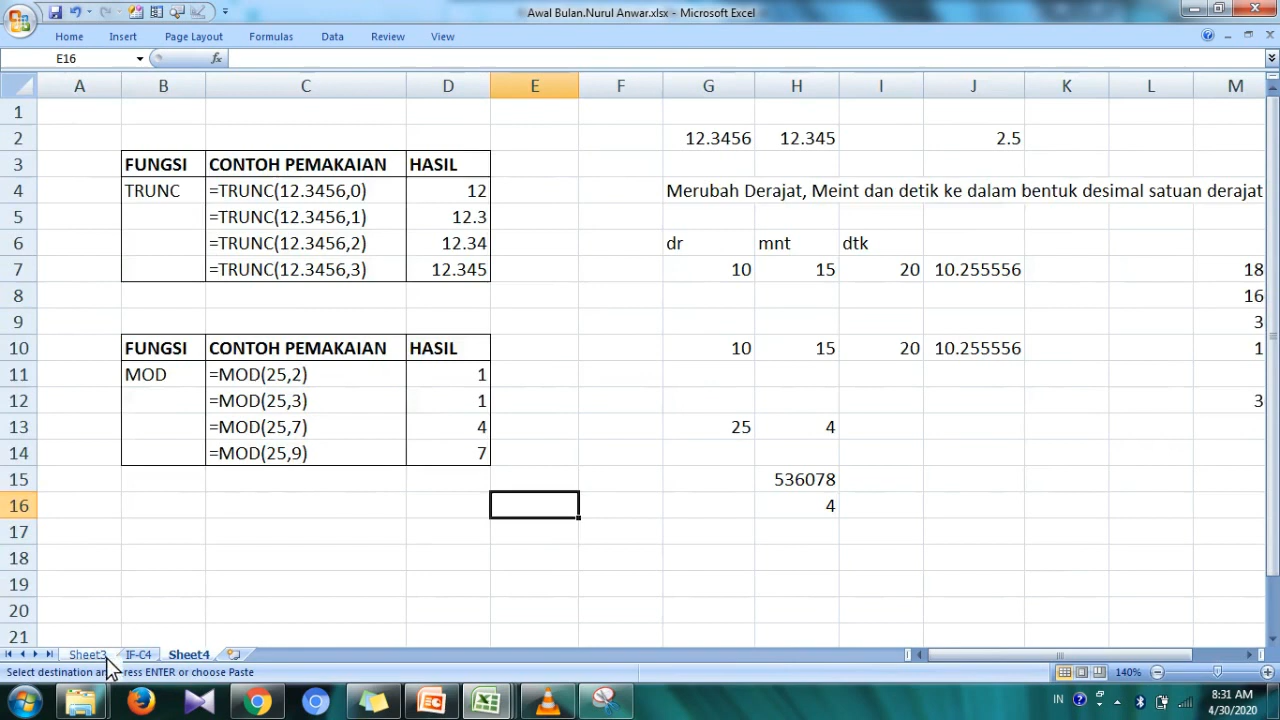 Awal Bulan.Nurul Anwar.xlsx - Microsoft Excel
Home Insert Page Layout Formulas Data Review View
E16 fx
A B C D E F G H I J K L M
1
2 12.3456 12.345 2.5
3 FUNGSI CONTOH PEMAKAIAN HASIL
4 TRUNC =TRUNC(12.3456,0) 12 Merubah Derajat, Meint dan detik ke dalam bentuk desimal satuan derajat
5 =TRUNC(12.3456,1) 12.3
6 =TRUNC(12.3456,2) 12.34 dr mnt dtk
7 =TRUNC(12.3456,3) 12.345 10 15 20 10.255556 18
8 16
9 3
10 FUNGSI CONTOH PEMAKAIAN HASIL 10 15 20 10.255556 1
11 MOD =MOD(25,2) 1
12 =MOD(25,3) 1 3
13 =MOD(25,7) 4 25 4
14 =MOD(25,9) 7
15 536078
16 4
17
18
19
20
21
Sheet3 IF-C4 Sheet4
Select destination and press ENTER or choose Paste 140%
IN 8:31 AM
4/30/2020